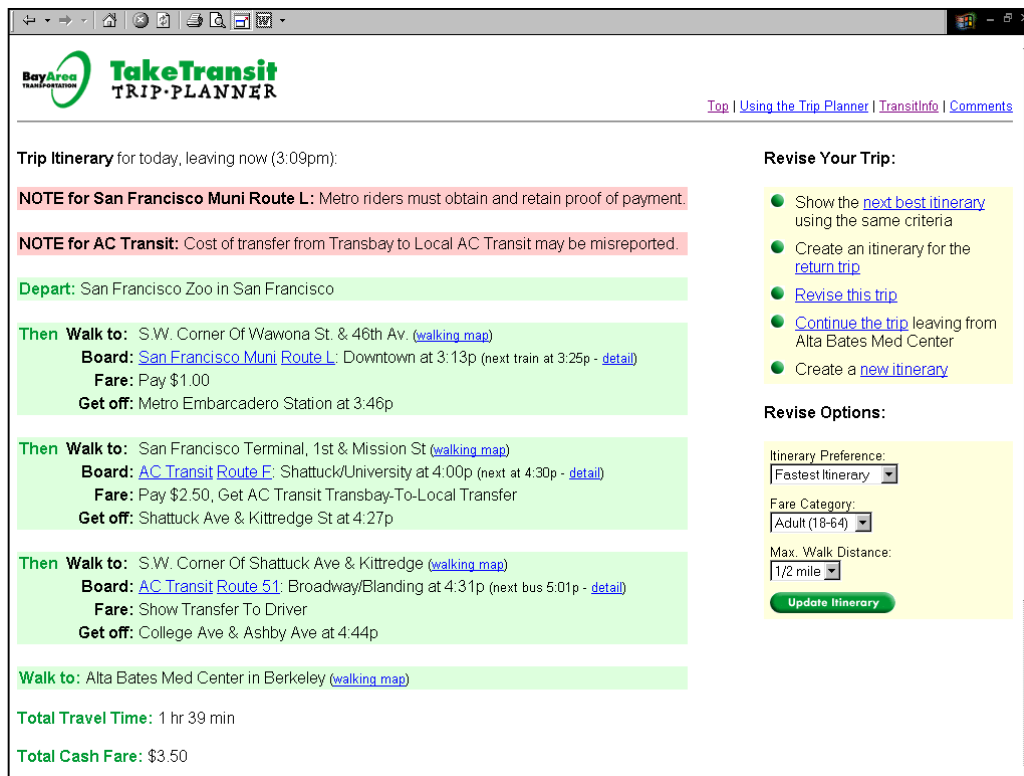 BayArea
TRANSPORTATION
TakeTransit
TRIP·PLANNER
Top | Using the Trip Planner | TransitInfo | Comments
Trip Itinerary for today, leaving now (3:09pm):
NOTE for San Francisco Muni Route L: Metro riders must obtain and retain proof of payment.
NOTE for AC Transit: Cost of transfer from Transbay to Local AC Transit may be misreported.
Depart: San Francisco Zoo in San Francisco
Then Walk to: S.W. Corner Of Wawona St. & 46th Av. (walking map)
Board: San Francisco Muni Route L: Downtown at 3:13p (next train at 3:25p - detail)
Fare: Pay $1.00
Get off: Metro Embarcadero Station at 3:46p
Then Walk to: San Francisco Terminal, 1st & Mission St (walking map)
Board: AC Transit Route F: Shattuck/University at 4:00p (next at 4:30p - detail)
Fare: Pay $2.50, Get AC Transit Transbay-To-Local Transfer
Get off: Shattuck Ave & Kittredge St at 4:27p
Then Walk to: S.W. Corner Of Shattuck Ave & Kittredge (walking map)
Board: AC Transit Route 51: Broadway/Blanding at 4:31p (next bus 5:01p - detail)
Fare: Show Transfer To Driver
Get off: College Ave & Ashby Ave at 4:44p
Walk to: Alta Bates Med Center in Berkeley (walking map)
Total Travel Time: 1 hr 39 min
Total Cash Fare: $3.50
Revise Your Trip:
Show the next best itinerary
using the same criteria
Create an itinerary for the
return trip
Revise this trip
Continue the trip leaving from
Alta Bates Med Center
Create a new itinerary
Revise Options:
Itinerary Preference:
Fastest Itinerary
Fare Category:
Adult (18-64)
Max. Walk Distance:
1/2 mile
Update Itinerary